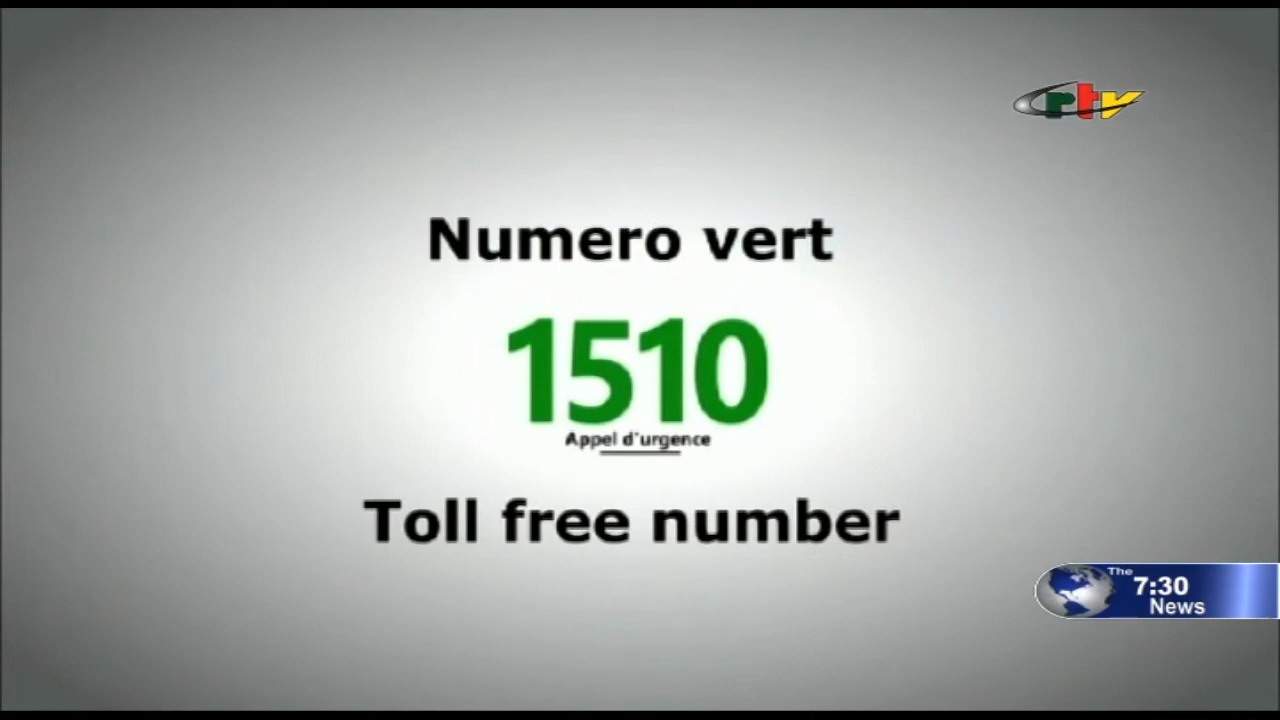 crtv
Numero vert
1510
Appel d'urgence
Toll free number
The
7:30
News